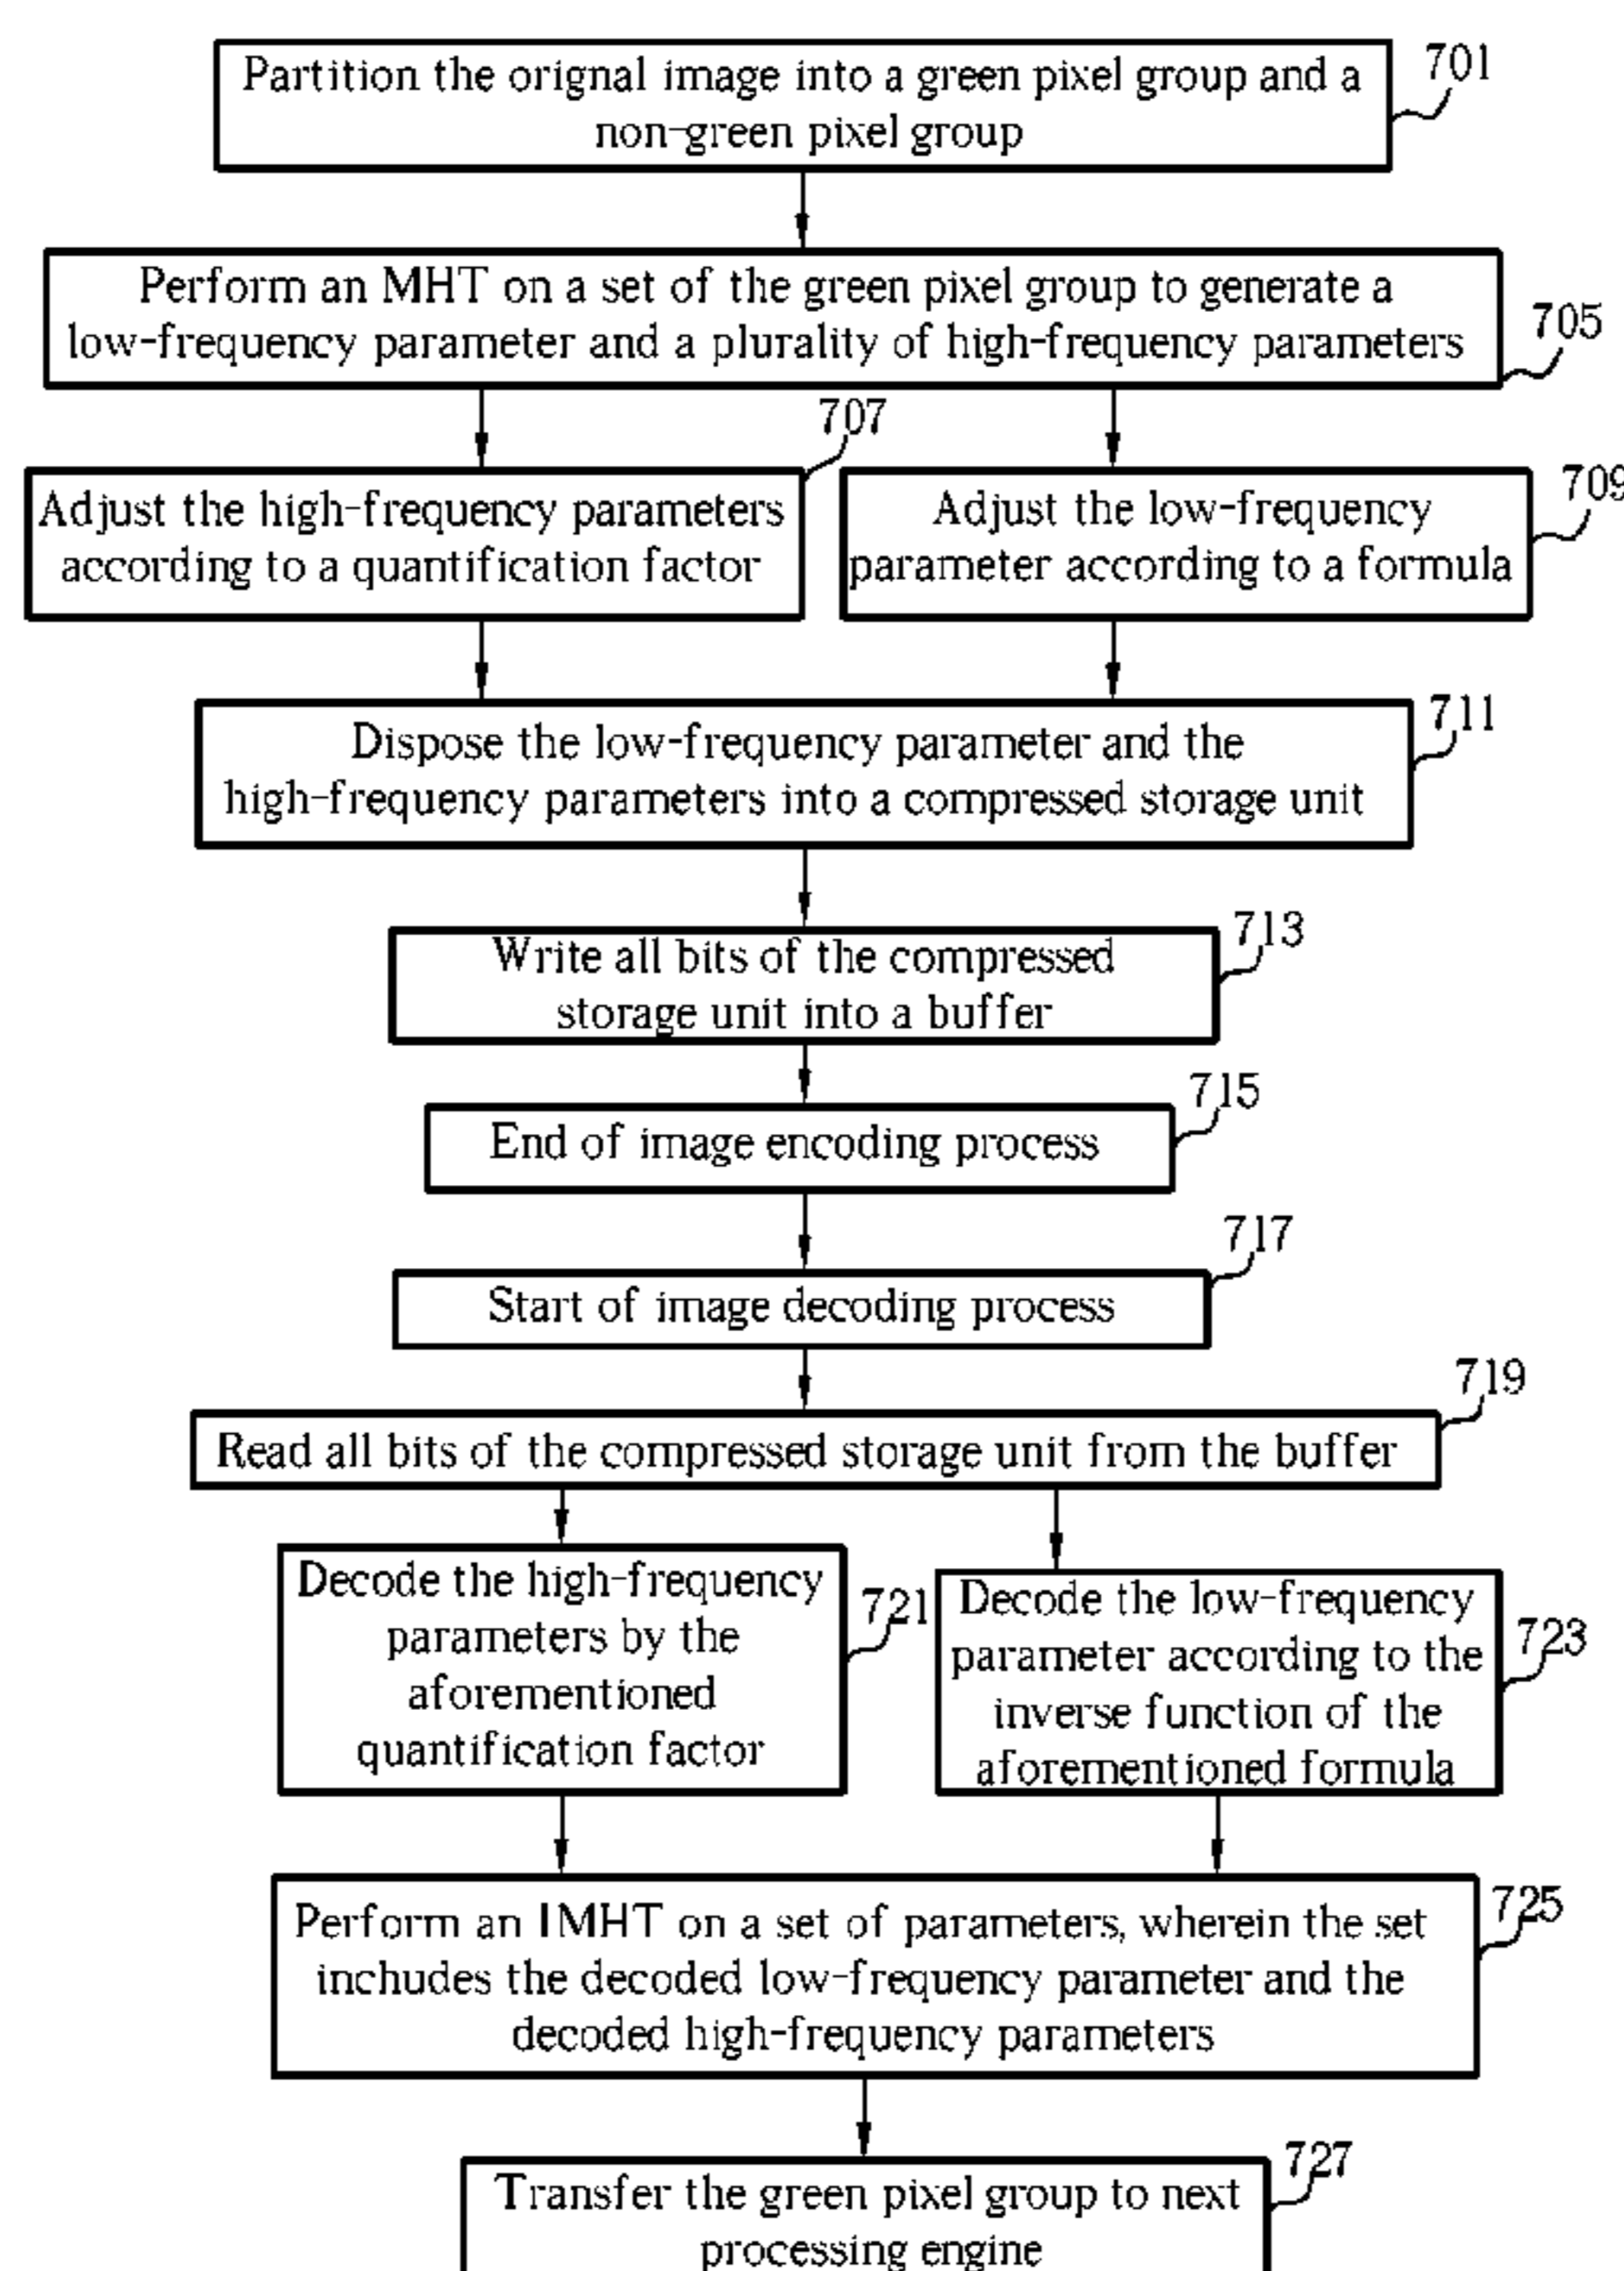 Partition the orignal image into a green pixel group and a
non-green pixel group
701
Perform an MHT on a set of the green pixel group to generate a
low-frequency parameter and a plurality of high-frequency parameters
705
707
Adjust the high-frequency parameters
according to a quantification factor
Adjust the low-frequency
parameter according to a formula
709
Dispose the low-frequency parameter and the
high-frequency parameters into a compressed storage unit
711
Write all bits of the compressed
storage unit into a buffer
713
End of image encoding process
715
Start of image decoding process
717
Read all bits of the compressed storage unit from the buffer
719
Decode the high-frequency
parameters by the
aforementioned
quantification factor
721
Decode the low-frequency
parameter according to the
inverse function of the
aforementioned formula
723
Perform an IMHT on a set of parameters, wherein the set
inchudes the decoded low-frequency parameter and the
decoded high-frequency parameters
725
Transfer the green pixel group to next
processing engine
727